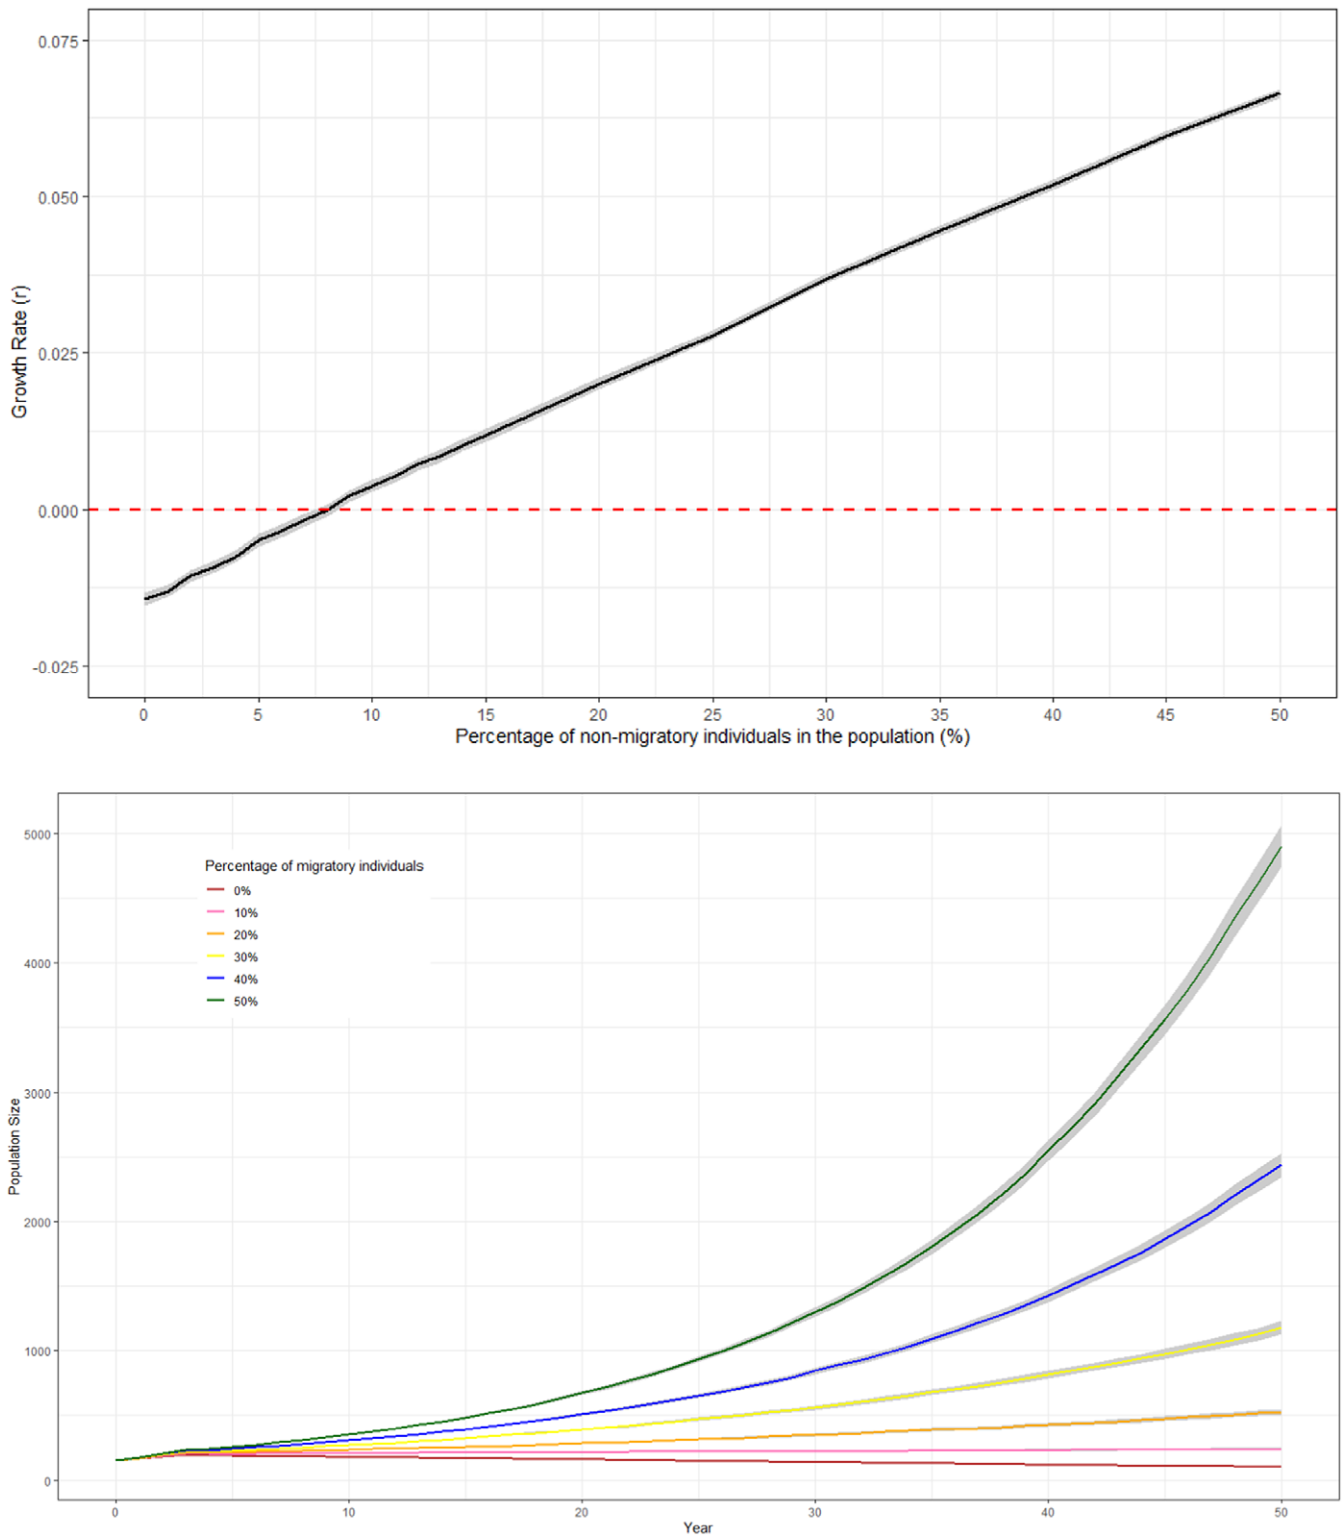 0.075
0.050
0.025
0.000
-0.025
Growth Rate (r)
0 5 10 15 20 25 30 35 40 45 50
Percentage of non-migratory individuals in the population (%)
5000
4000
3000
2000
1000
0
Population Size
Percentage of migratory individuals
0%
10%
20%
30%
40%
50%
0 10 20 30 40 50
Year